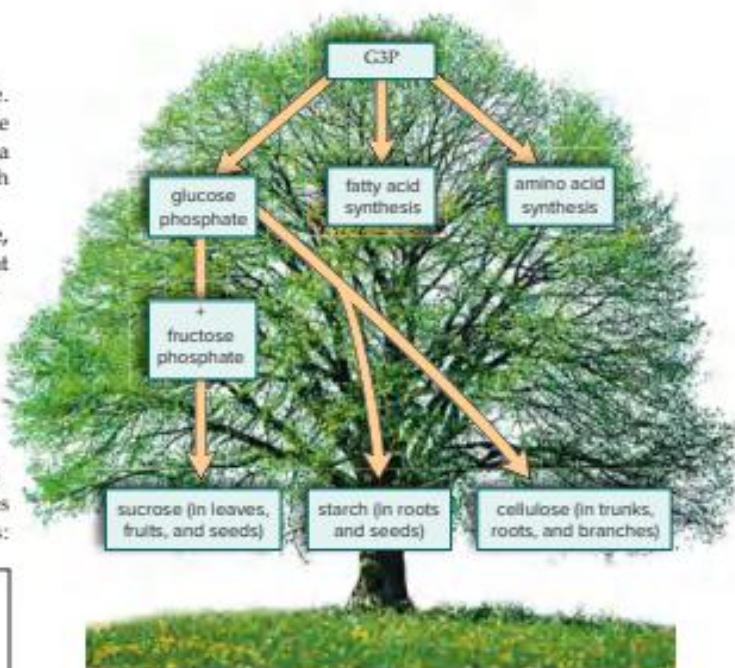 e.
e
a
h
e,
t
s
s:
G3P
glucose
phosphate
fatty acid
synthesis
amino acid
synthesis
+
fructose
phosphate
sucrose (in leaves,
fruits, and seeds)
starch (in roots
and seeds)
cellulose (in trunks,
roots, and branches)